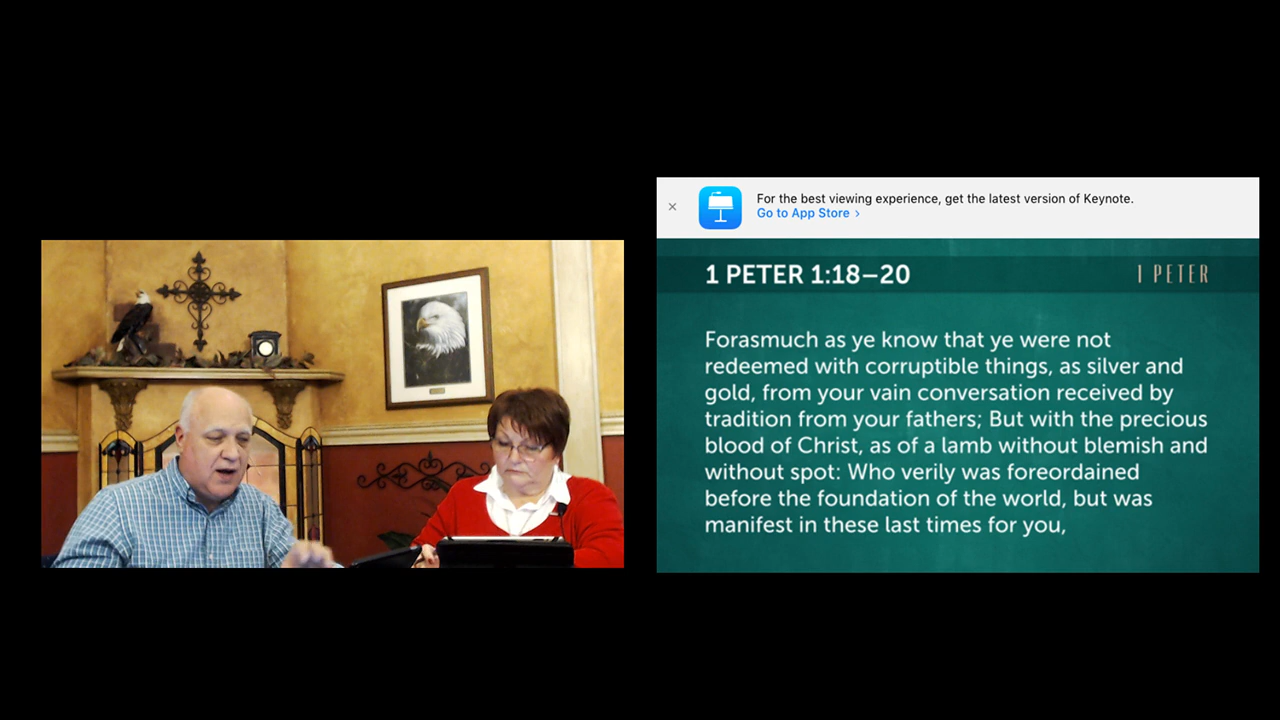 × For the best viewing experience, get the latest version of Keynote.
Go to App Store >
1 PETER 1:18–20 1 PETER
Forasmuch as ye know that ye were not
redeemed with corruptible things, as silver and
gold, from your vain conversation received by
tradition from your fathers; But with the precious
blood of Christ, as of a lamb without blemish and
without spot: Who verily was foreordained
before the foundation of the world, but was
manifest in these last times for you,